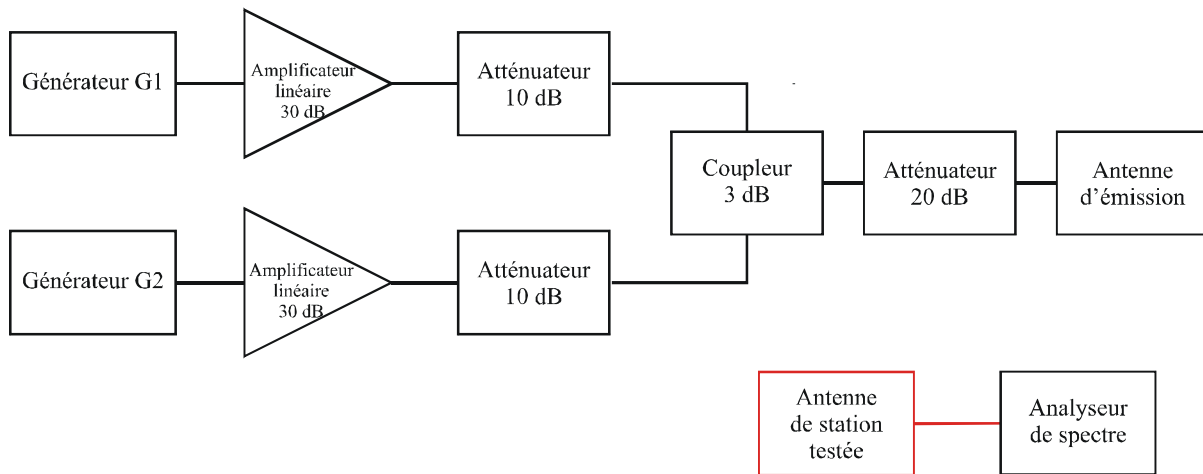 Générateur G1
Amplificateur
linéaire
30 dB
Atténuateur
10 dB
Coupleur
3 dB
Atténuateur
20 dB
Antenne
d’émission
Générateur G2
Amplificateur
linéaire
30 dB
Atténuateur
10 dB
Antenne
de station
testée
Analyseur
de spectre